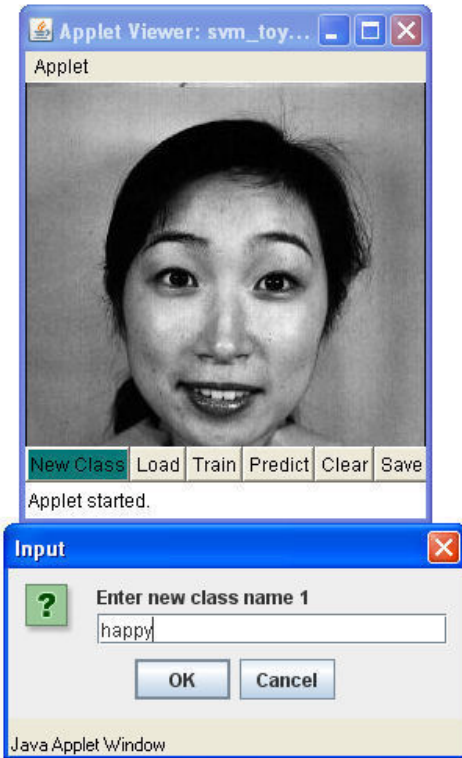 Applet Viewer: svm_toy...
Applet
New Class Load Train Predict Clear Save
Applet started.
Input
Enter new class name 1
happy
OK Cancel
Java Applet Window